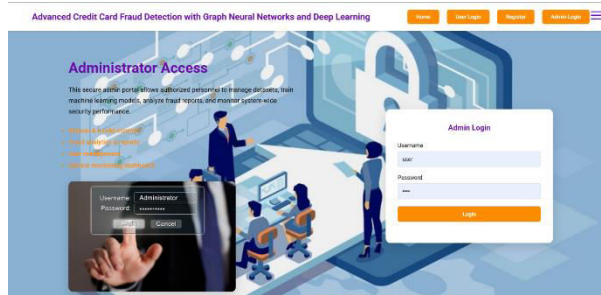 Advanced Credit Card Fraud Detection with Graph Neural Networks and Deep Learning
Home
User Login
Register
Admin Login
Administrator Access
This secure admin portal allows authorized personnel to manage datasets, train
machine learning models, analyze fraud reports, and monitor system-wide
security performance.
Username: Administrator
Password: ••••••••••
Cancel
Admin Login
Username
user
Password
••••
Login